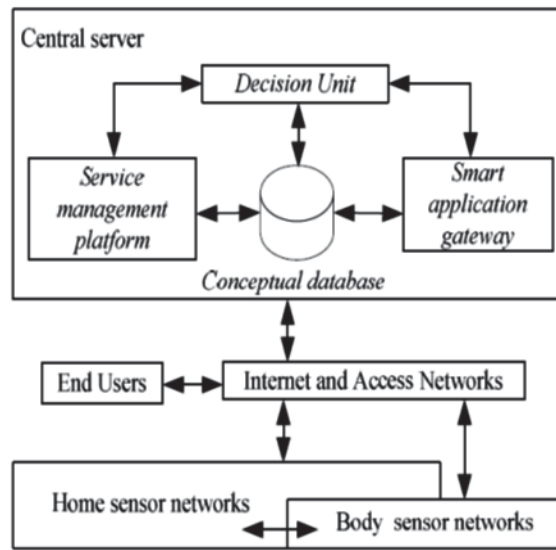 Central server
Decision Unit
Service
management
platform
Smart
application
gateway
Conceptual database
End Users
Internet and Access Networks
Home sensor networks
Body sensor networks